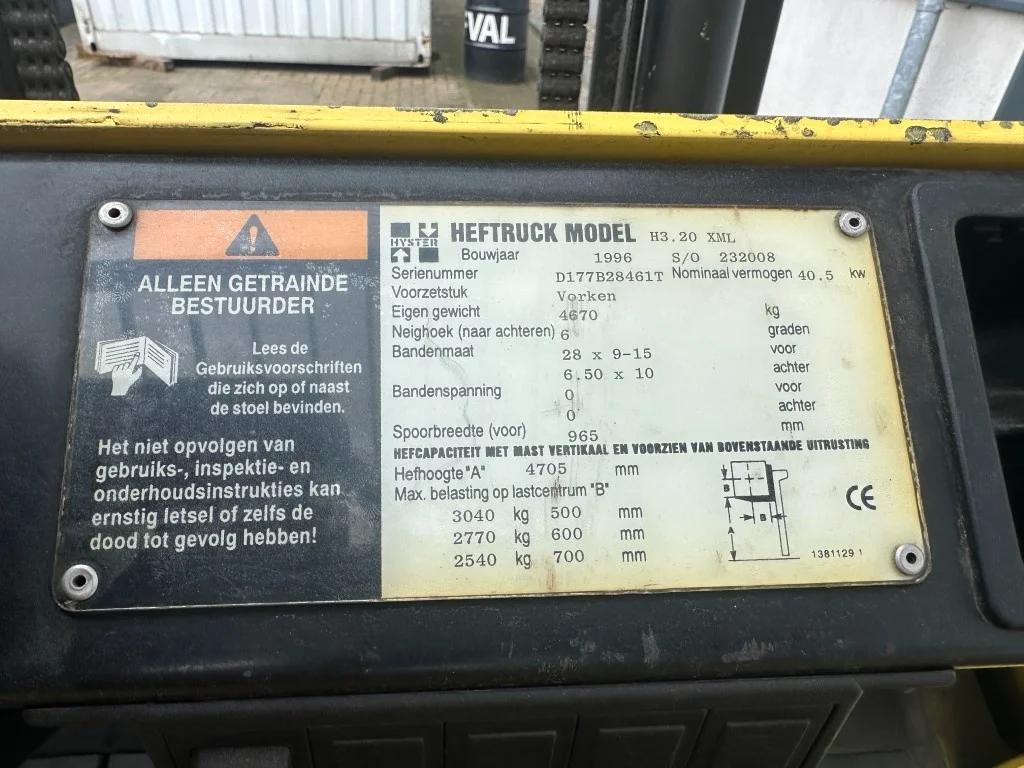 VAL
ALLEEN GETRAINDE
BESTUURDER
Lees de
Gebruiksvoorschriften
die zich op of naast
de stoel bevinden.
Het niet opvolgen van
gebruiks-, inspektie- en
onderhoudsinstrukties kan
ernstig letsel of zelfs de
dood tot gevolg hebben!
HYSTER HEFTRUCK MODEL H3.20 XML
Bouwjaar 1996 S/O 232008
Serienummer D177B28461T Nominaal vermogen 40.5 kw
Voorzetstuk Vorken
Eigen gewicht 4670 kg
Neighoek (naar achteren) 6 graden
Bandenmaat 28 x 9-15 voor
6.50 x 10 achter
Bandenspanning 0 voor
0 achter
Spoorbreedte (voor) 965 mm
HEFCAPACITEIT MET MAST VERTIKAAL EN VOORZIEN VAN BOVENSTAANDE UITRUSTING
Hefhoogte "A" 4705 mm
Max. belasting op lastcentrum "B"
3040 kg 500 mm
2770 kg 600 mm
2540 kg 700 mm
B
B
A
CE
1381129 1